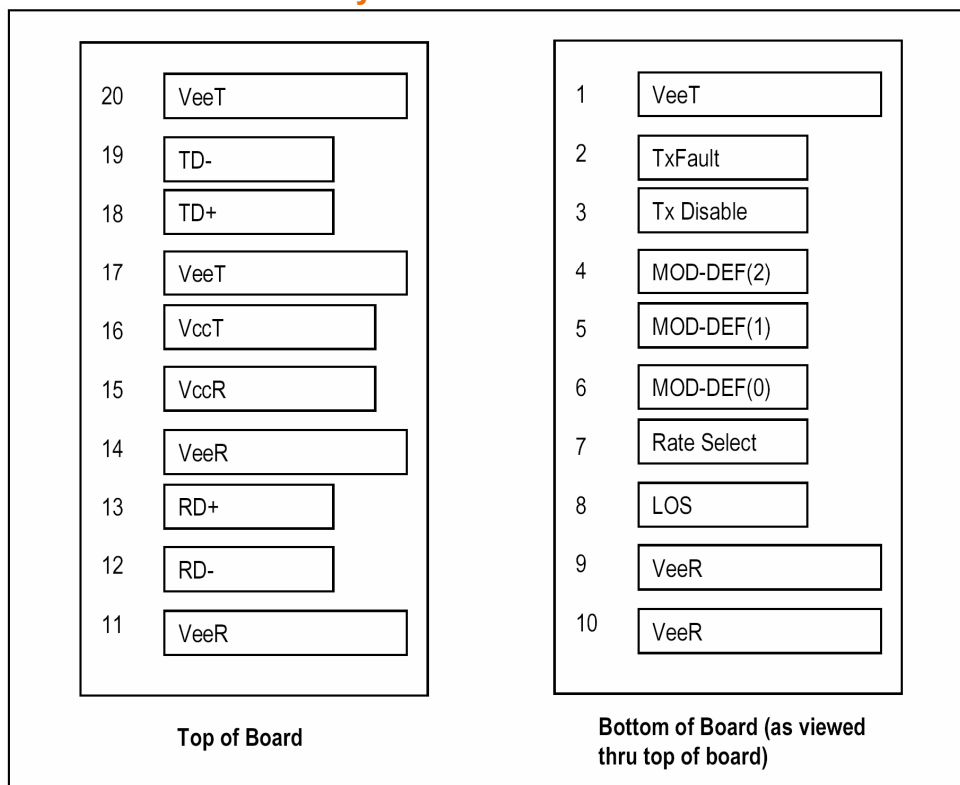 20 VeeT
19 TD-
18 TD+
17 VeeT
16 VccT
15 VccR
14 VeeR
13 RD+
12 RD-
11 VeeR
Top of Board
1 VeeT
2 TxFault
3 Tx Disable
4 MOD-DEF(2)
5 MOD-DEF(1)
6 MOD-DEF(0)
7 Rate Select
8 LOS
9 VeeR
10 VeeR
Bottom of Board (as viewed
thru top of board)